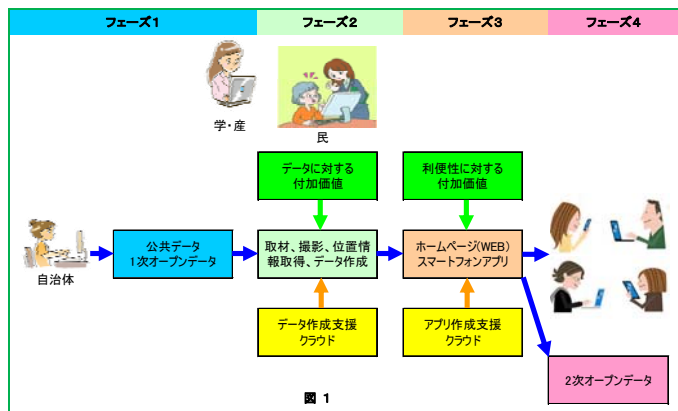 フェーズ1
フェーズ2
フェーズ3
フェーズ4
学・産
民
データに対する
付加価値
利便性に対する
付加価値
自治体
公共データ
1次オープンデータ
取材、撮影、位置情
報取得、データ作成
ホームページ(WEB)
スマートフォンアプリ
データ作成支援
クラウド
アプリ作成支援
クラウド
2次オープンデータ
図 1